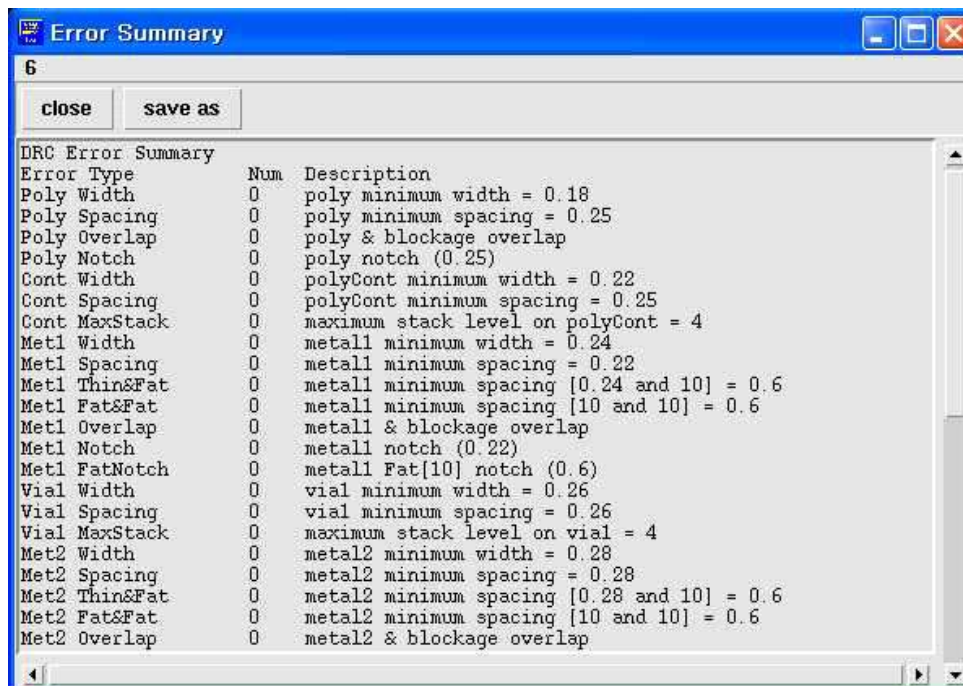 Error Summary
6
close save as
DRC Error Summary
Error Type Num Description
Poly Width 0 poly minimum width = 0.18
Poly Spacing 0 poly minimum spacing = 0.25
Poly Overlap 0 poly & blockage overlap
Poly Notch 0 poly notch (0.25)
Cont Width 0 polyCont minimum width = 0.22
Cont Spacing 0 polyCont minimum spacing = 0.25
Cont MaxStack 0 maximum stack level on polyCont = 4
Met1 Width 0 metal1 minimum width = 0.24
Met1 Spacing 0 metal1 minimum spacing = 0.22
Met1 Thin&Fat 0 metal1 minimum spacing [0.24 and 10] = 0.6
Met1 Fat&Fat 0 metal1 minimum spacing [10 and 10] = 0.6
Met1 Overlap 0 metal1 & blockage overlap
Met1 Notch 0 metal1 notch (0.22)
Met1 FatNotch 0 metal1 Fat[10] notch (0.6)
Via1 Width 0 via1 minimum width = 0.26
Via1 Spacing 0 via1 minimum spacing = 0.26
Via1 MaxStack 0 maximum stack level on via1 = 4
Met2 Width 0 metal2 minimum width = 0.28
Met2 Spacing 0 metal2 minimum spacing = 0.28
Met2 Thin&Fat 0 metal2 minimum spacing [0.28 and 10] = 0.6
Met2 Fat&Fat 0 metal2 minimum spacing [10 and 10] = 0.6
Met2 Overlap 0 metal2 & blockage overlap